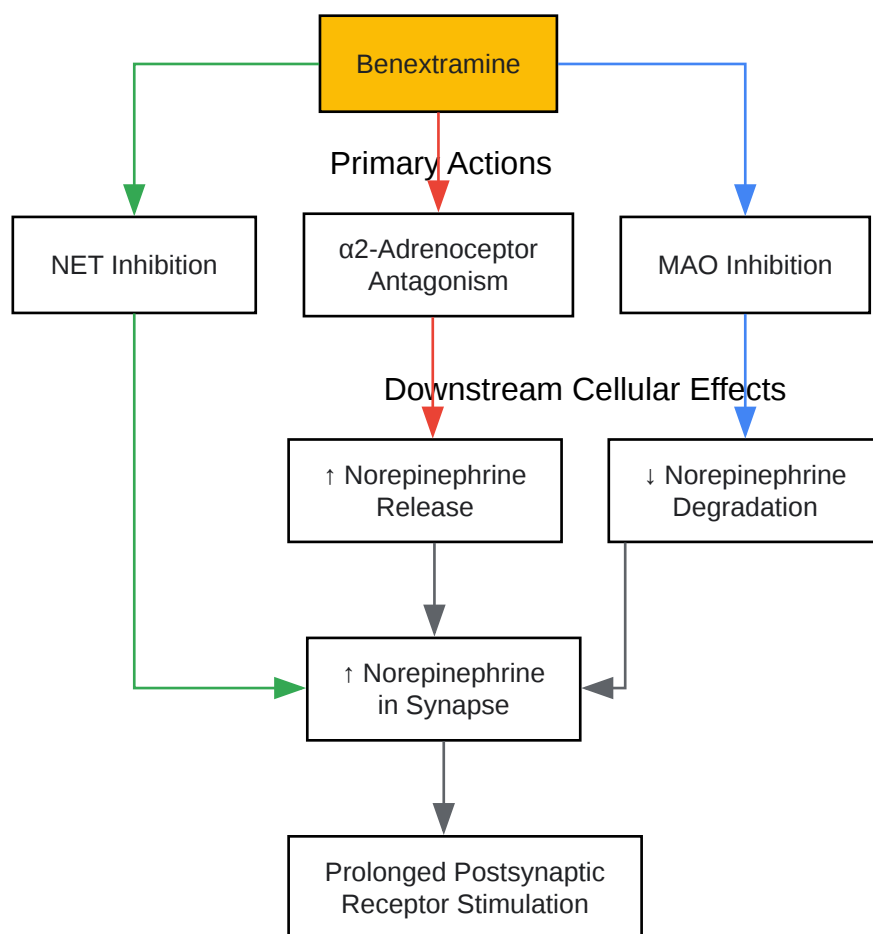 Benextramine
Primary Actions
NET Inhibition
α2-Adrenoceptor
Antagonism
MAO Inhibition
Downstream Cellular Effects
↑ Norepinephrine
Release
↓ Norepinephrine
Degradation
↑ Norepinephrine
in Synapse
Prolonged Postsynaptic
Receptor Stimulation